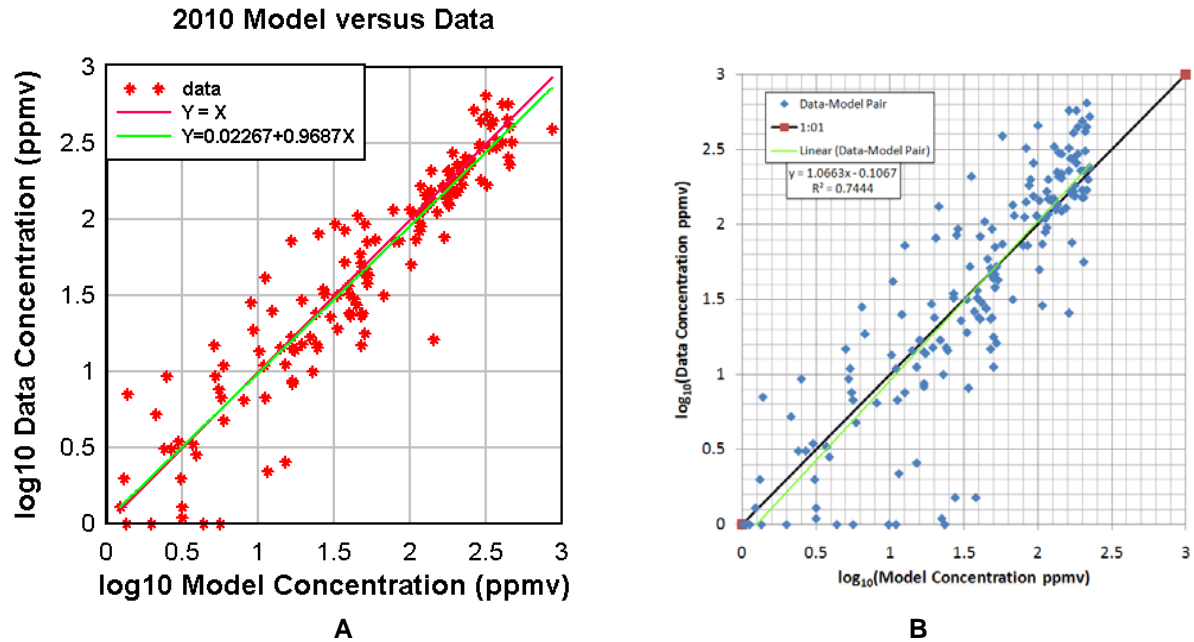 2010 Model versus Data
log10 Data Concentration (ppmv)
3
2.5
2
1.5
1
0.5
0
data
Y = X
Y=0.02267+0.9687X
0 0.5 1 1.5 2 2.5 3
log10 Model Concentration (ppmv)
A
log10(Data Concentration ppmv)
3
2.5
2
1.5
1
0.5
0
Data-Model Pair
1:01
Linear (Data-Model Pair)
y = 1.0663x - 0.1067
R² = 0.7444
0 0.5 1 1.5 2 2.5 3
log10(Model Concentration ppmv)
B